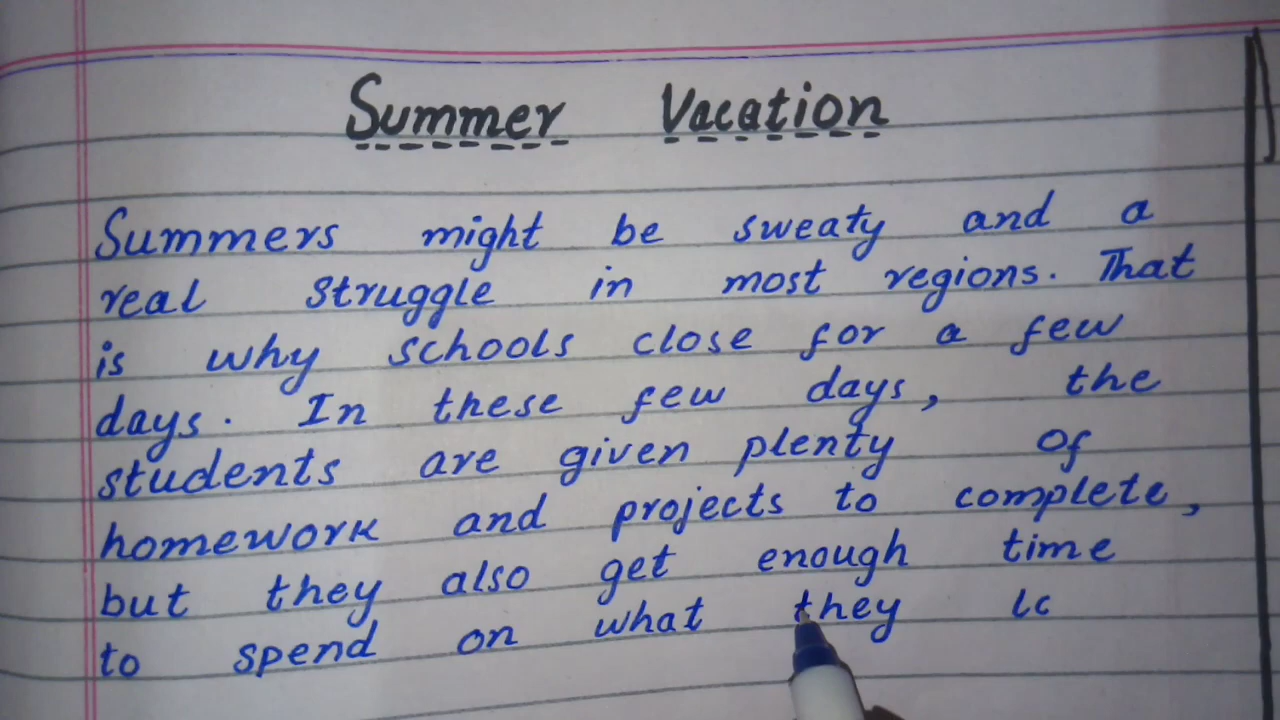 Summer Vacation
Summers might be sweaty and a
real struggle in most regions. That
is why schools close for a few
days. In these few days, the
students are given plenty of
homework and projects to complete,
but they also get enough time
to spend on what they